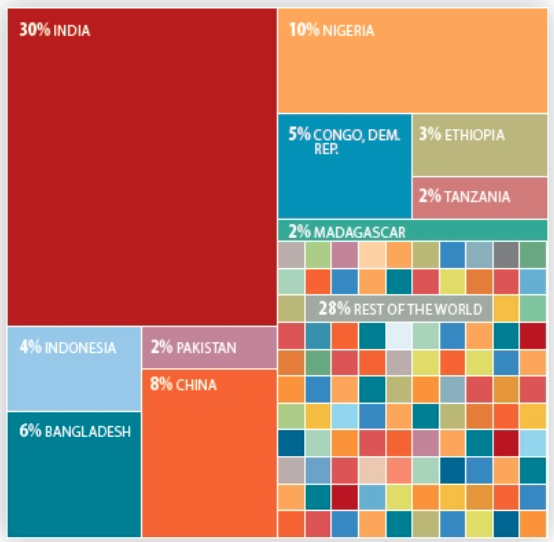 30% INDIA
10% NIGERIA
5% CONGO, DEM.
REP.
3% ETHIOPIA
2% TANZANIA
2% MADAGASCAR
28% REST OF THE WORLD
4% INDONESIA
2% PAKISTAN
8% CHINA
6% BANGLADESH